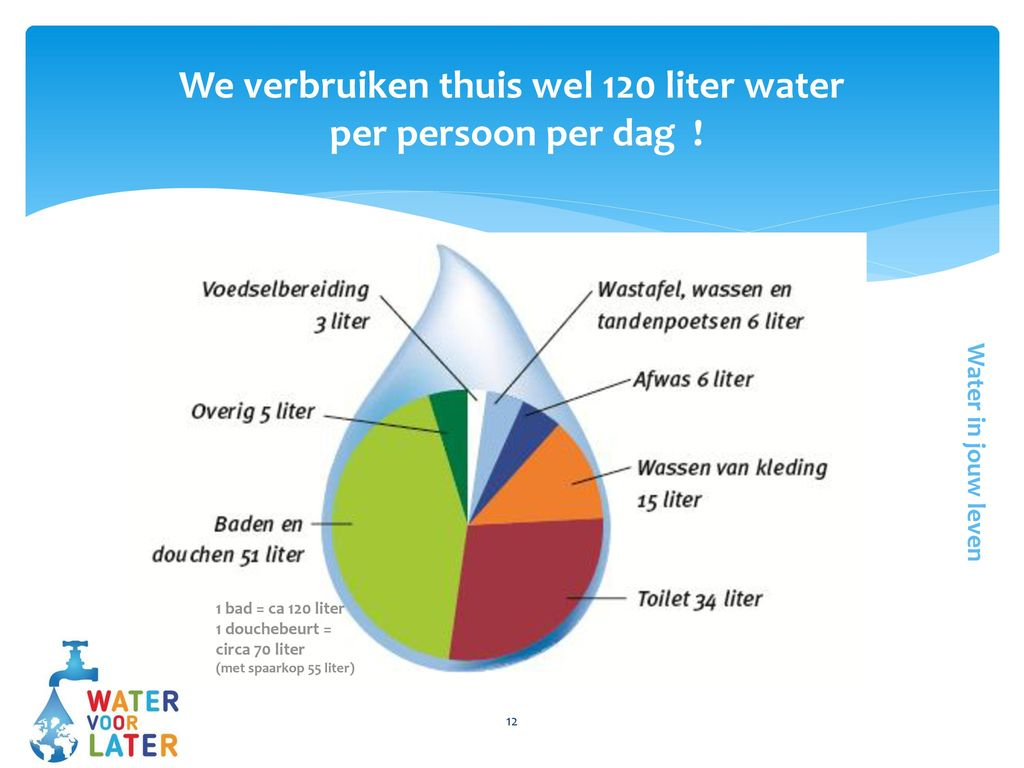 We verbruiken thuis wel 120 liter water
per persoon per dag !
Voedselbereiding
3 liter
Wastafel, wassen en
tandenpoetsen 6 liter
Afwas 6 liter
Overig 5 liter
Wassen van kleding
15 liter
Baden en
douchen 51 liter
Toilet 34 liter
1 bad = ca 120 liter
1 douchebeurt =
circa 70 liter
(met spaarkop 55 liter)
Water in jouw leven
WATER
VOOR
LATER
12